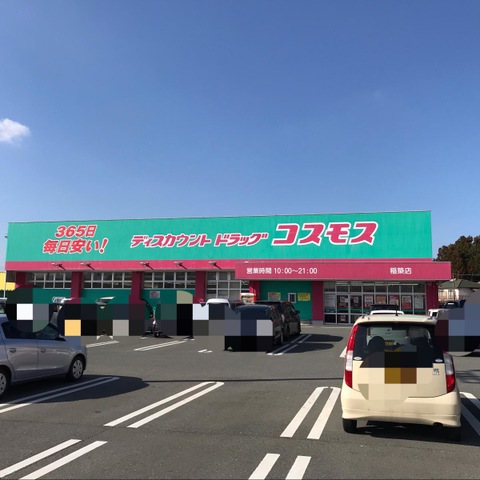 365日
毎日安い!
ディスカウント ドラッグ コスモス
営業時間 10:00~21:00
稲築店